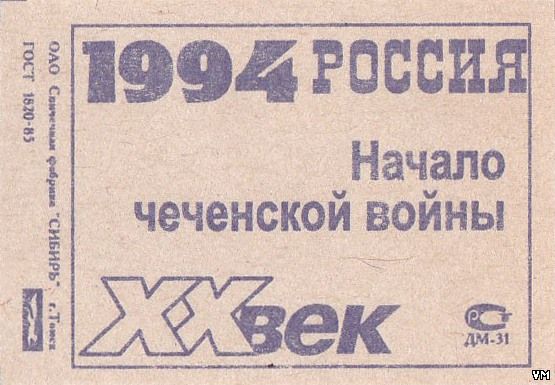 1994 РОССИЯ
Начало
чеченской войны
XX век
ДМ-31
ОАО Спичечная фабрика "СИБИРЬ" г.Томск
ГОСТ 1820-85
VM